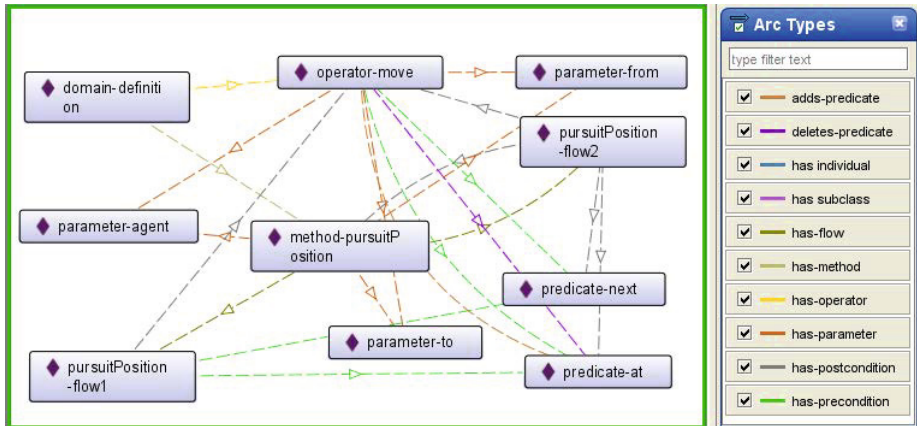 operator-move
parameter-from
domain-definiti
on
pursuitPosition
-flow2
parameter-agent
method-pursuitP
osition
predicate-next
parameter-to
pursuitPosition
-flow1
predicate-at
Arc Types
type filter text
adds-predicate
deletes-predicate
has individual
has subclass
has-flow
has-method
has-operator
has-parameter
has-postcondition
has-precondition